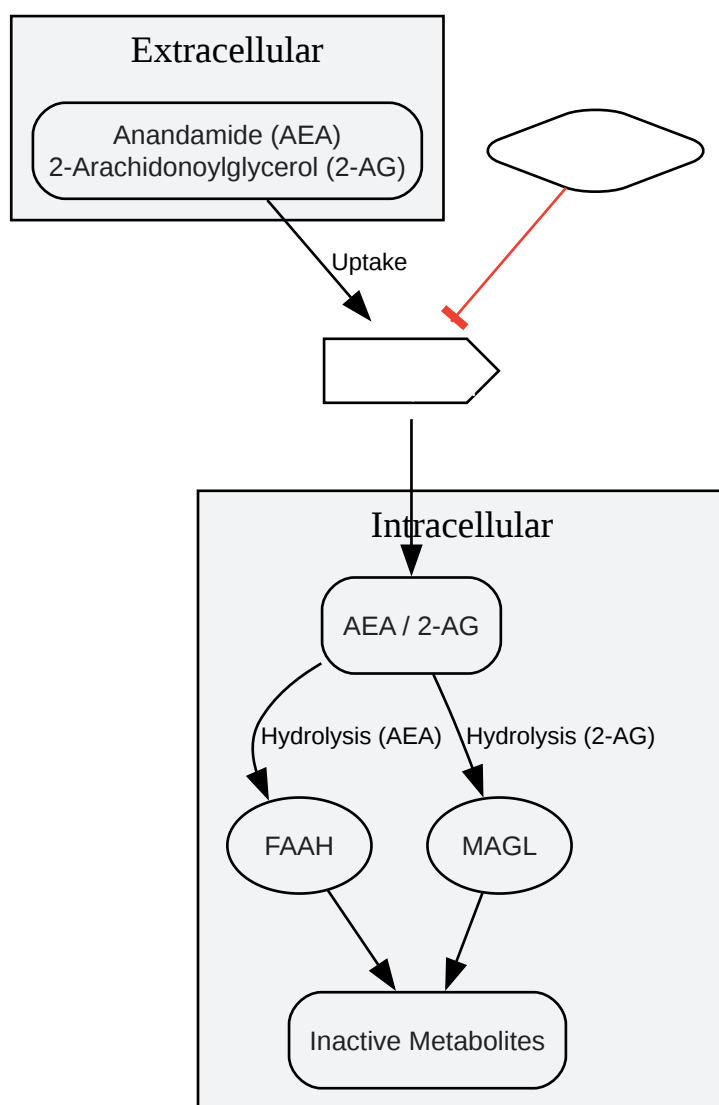 Extracellular
Anandamide (AEA)
2-Arachidonoylglycerol (2-AG)
Uptake
Intracellular
AEA / 2-AG
Hydrolysis (AEA)
Hydrolysis (2-AG)
FAAH
MAGL
Inactive Metabolites